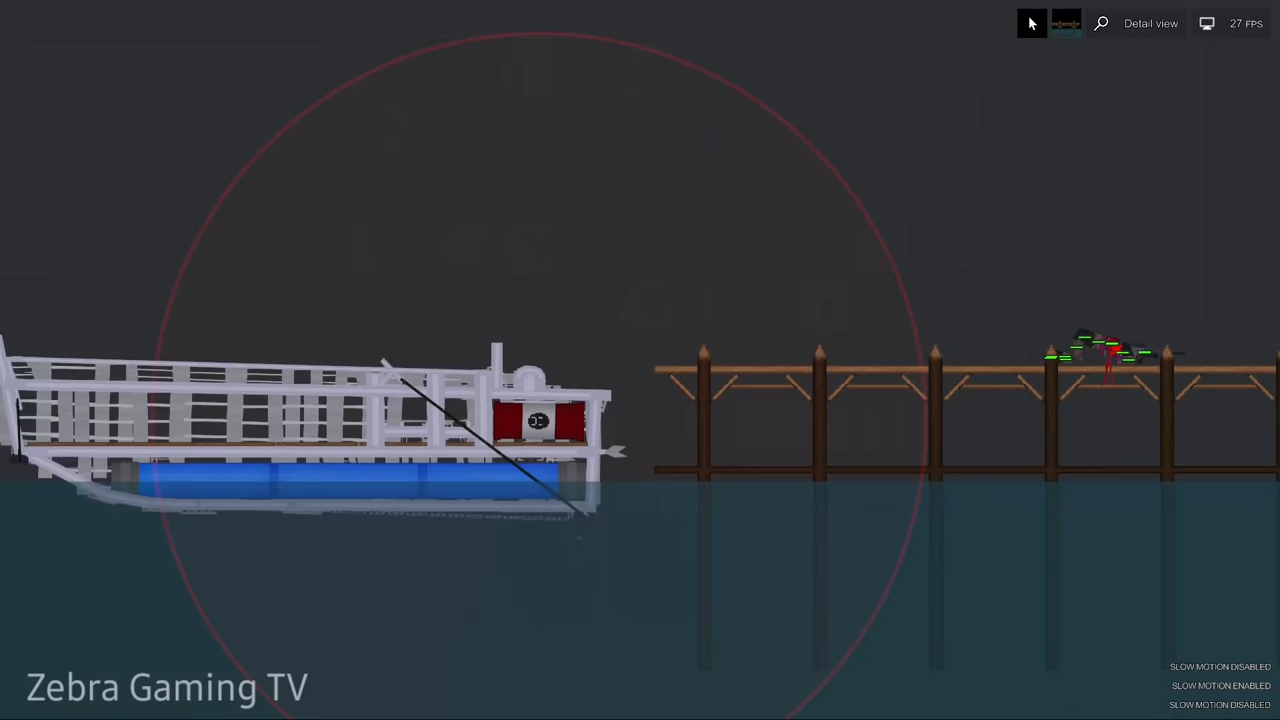 Detail view
27 FPS
SLOW MOTION DISABLED
SLOW MOTION ENABLED
SLOW MOTION DISABLED
Zebra Gaming TV